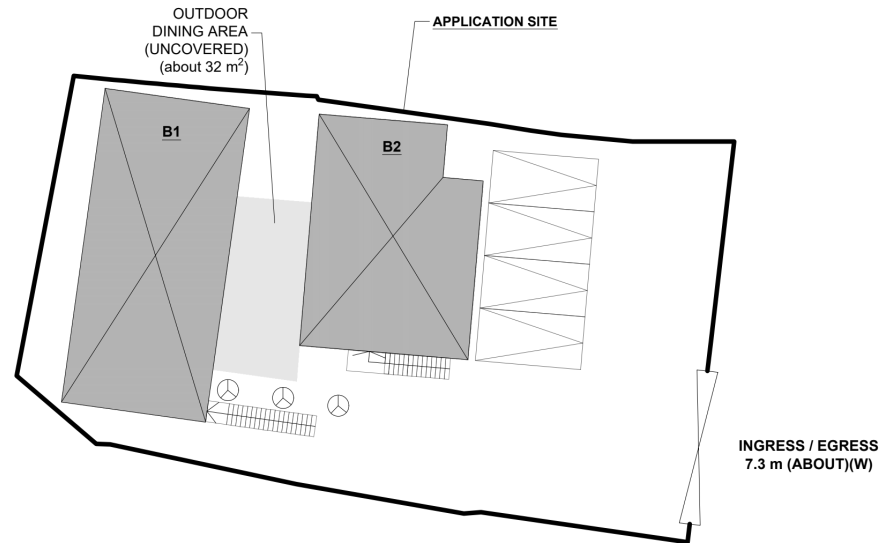 OUTDOOR
DINING AREA
(UNCOVERED)
(about 32 m²)
APPLICATION SITE
B1
B2
INGRESS / EGRESS
7.3 m (ABOUT)(W)